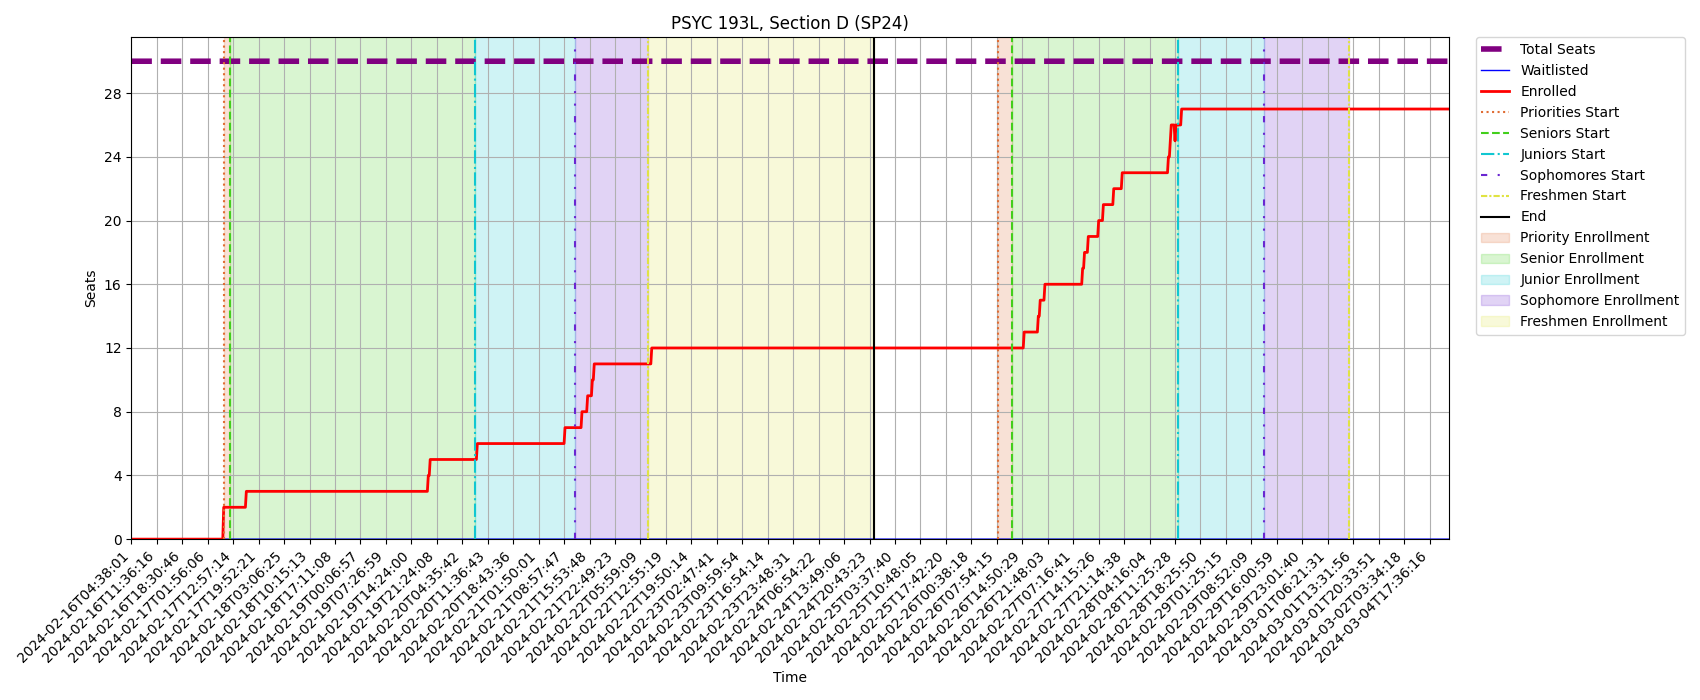 PSYC 193L, Section D (SP24)
Total Seats
Waitlisted
Enrolled
Priorities Start
Seniors Start
Juniors Start
Sophomores Start
Freshmen Start
End
Priority Enrollment
Senior Enrollment
Junior Enrollment
Sophomore Enrollment
Freshmen Enrollment
Seats
28
24
20
16
12
8
4
0
2024-02-16T04:38:01
2024-02-16T11:36:16
2024-02-16T18:30:46
2024-02-17T01:56:06
2024-02-17T12:57:14
2024-02-17T19:52:21
2024-02-18T03:06:25
2024-02-18T10:15:13
2024-02-18T17:11:08
2024-02-19T00:06:57
2024-02-19T07:26:59
2024-02-19T14:24:00
2024-02-19T21:24:08
2024-02-20T04:35:42
2024-02-20T11:36:43
2024-02-20T18:43:36
2024-02-21T01:50:01
2024-02-21T08:57:47
2024-02-21T15:53:48
2024-02-21T22:49:23
2024-02-22T05:59:09
2024-02-22T12:55:19
2024-02-22T19:50:14
2024-02-23T02:47:41
2024-02-23T09:59:54
2024-02-23T16:54:14
2024-02-23T23:48:31
2024-02-24T06:54:22
2024-02-24T13:49:06
2024-02-24T20:43:23
2024-02-25T03:37:40
2024-02-25T10:48:05
2024-02-25T17:42:20
2024-02-26T00:38:18
2024-02-26T07:54:15
2024-02-26T14:50:29
2024-02-26T21:48:03
2024-02-27T07:16:41
2024-02-27T14:15:26
2024-02-27T21:14:38
2024-02-28T04:16:04
2024-02-28T11:25:28
2024-02-28T18:25:50
2024-02-29T01:25:15
2024-02-29T08:52:09
2024-02-29T16:00:59
2024-02-29T23:01:40
2024-03-01T06:21:31
2024-03-01T13:31:56
2024-03-01T20:33:51
2024-03-02T03:34:18
2024-03-04T17:36:16
Time